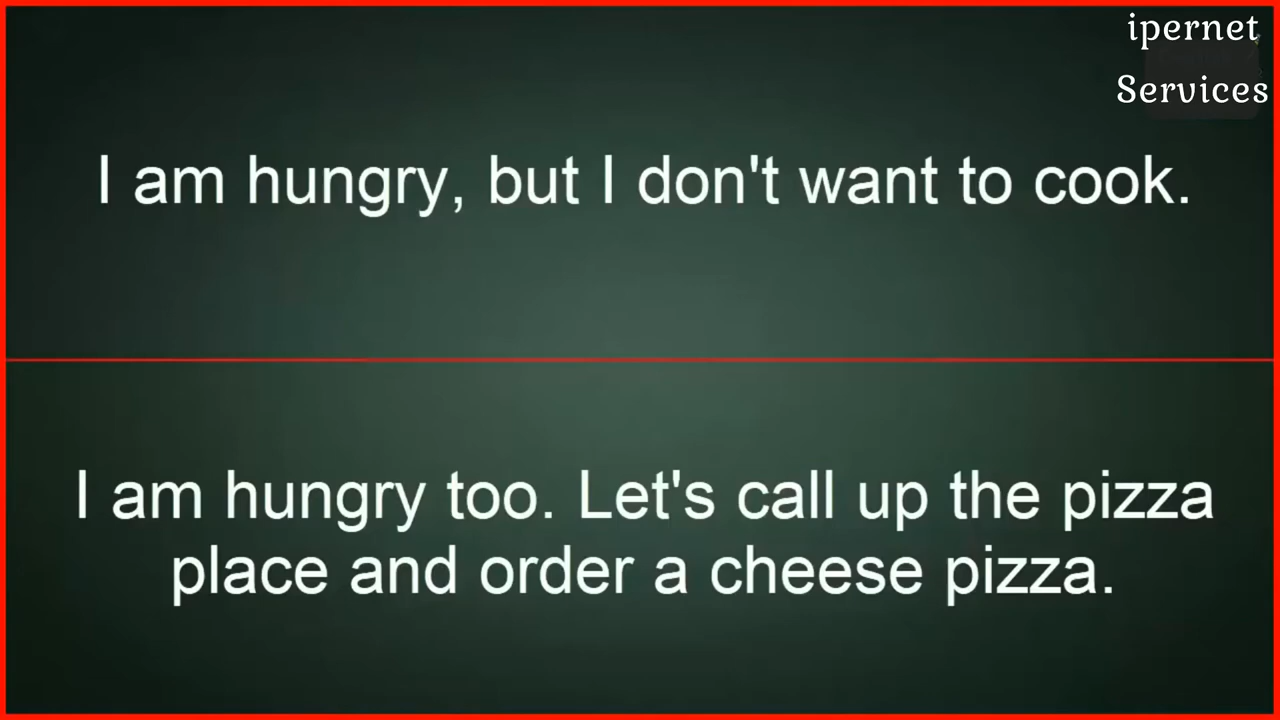 ipernet
Services
I am hungry, but I don't want to cook.
I am hungry too. Let's call up the pizza
place and order a cheese pizza.